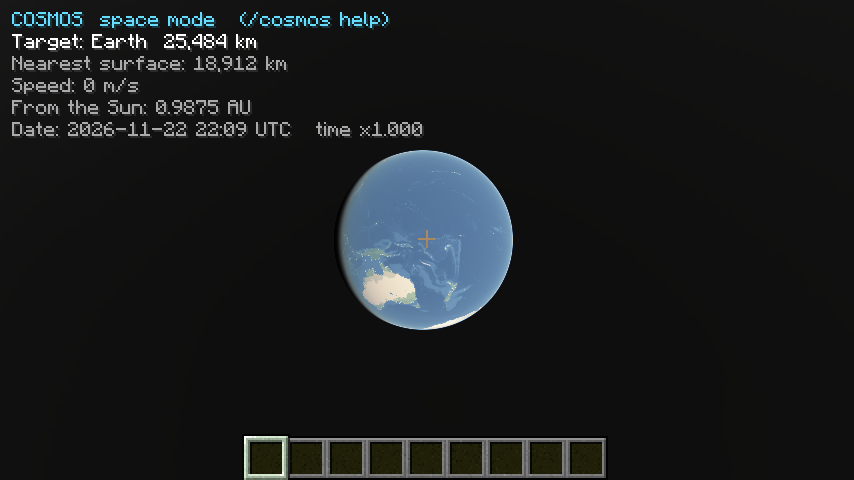 COSMOS  space mode  (/cosmos help)
Target: Earth  25,484 km
Nearest surface: 18,912 km
Speed: 0 m/s
From the Sun: 0.9875 AU
Date: 2026-11-22 22:09 UTC  time x1.000